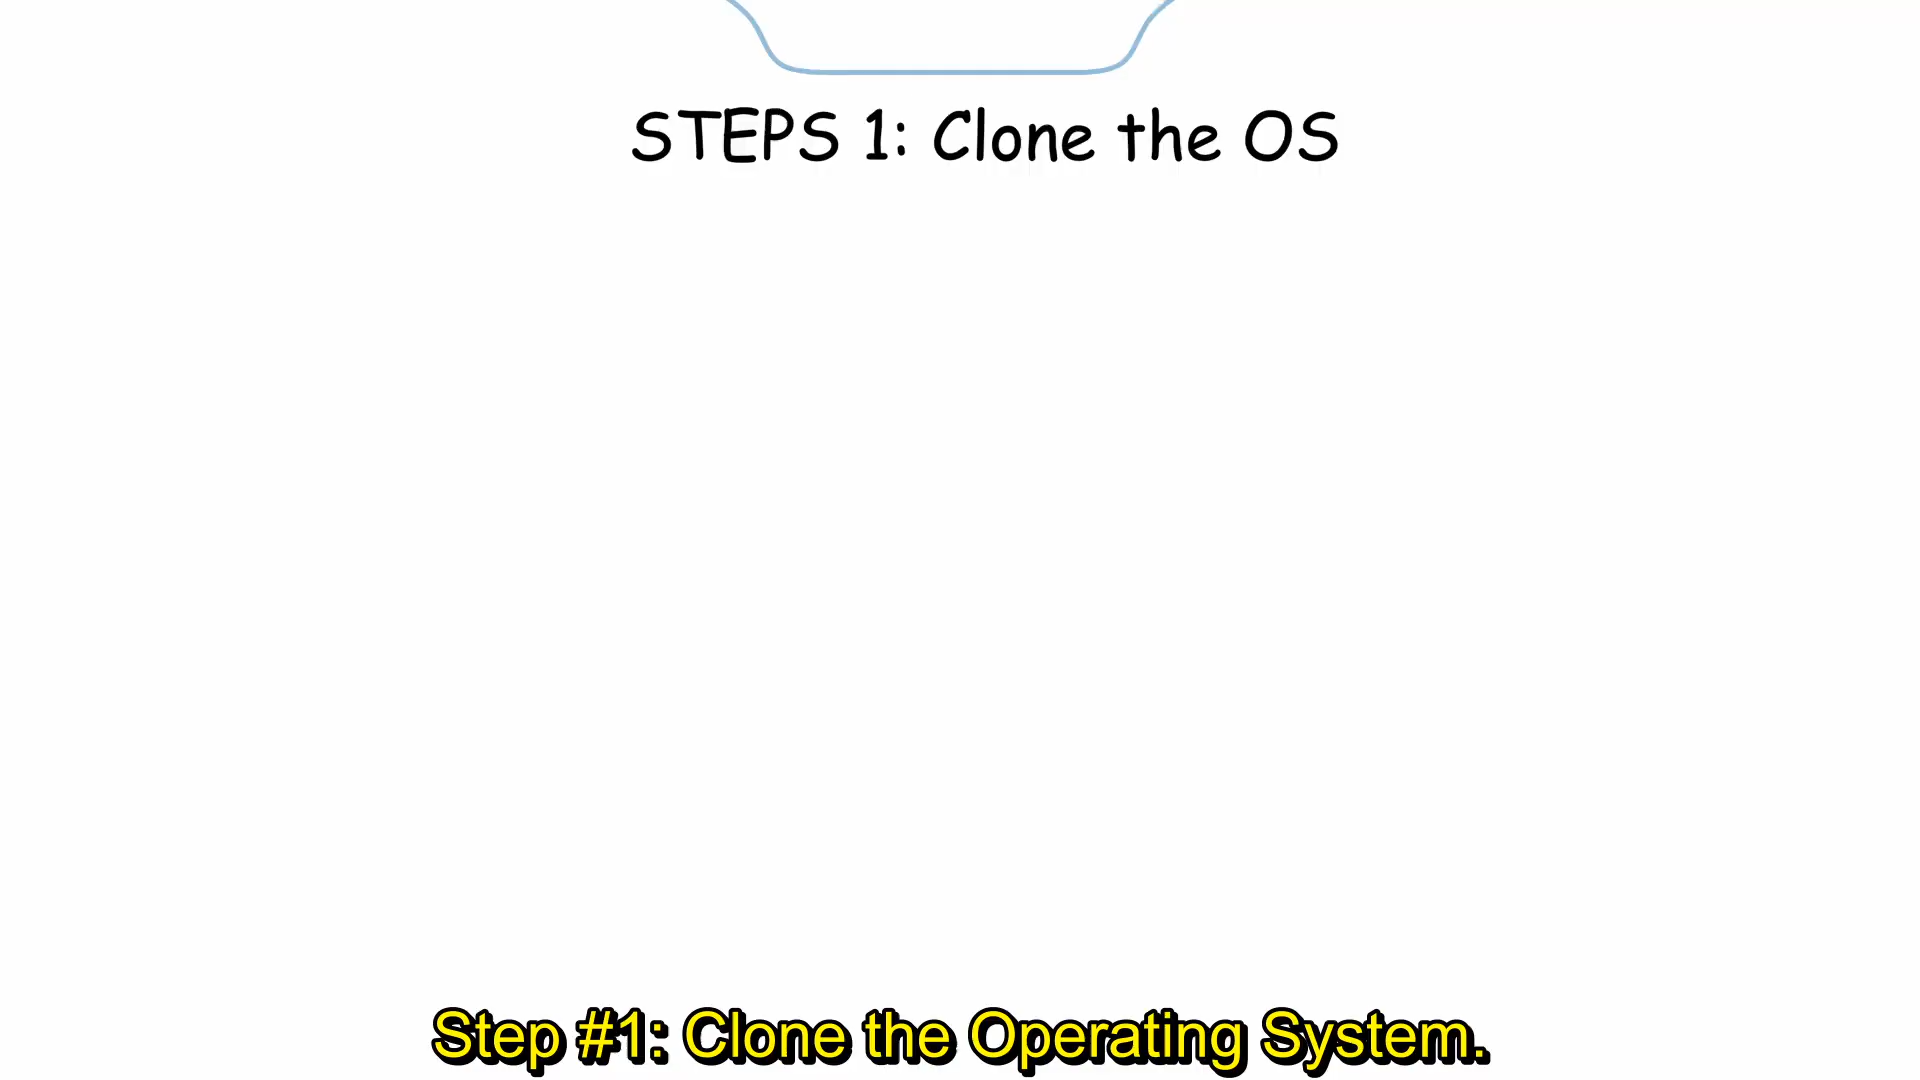 STEPS 1: Clone the OS
Step #1: Clone the Operating System.